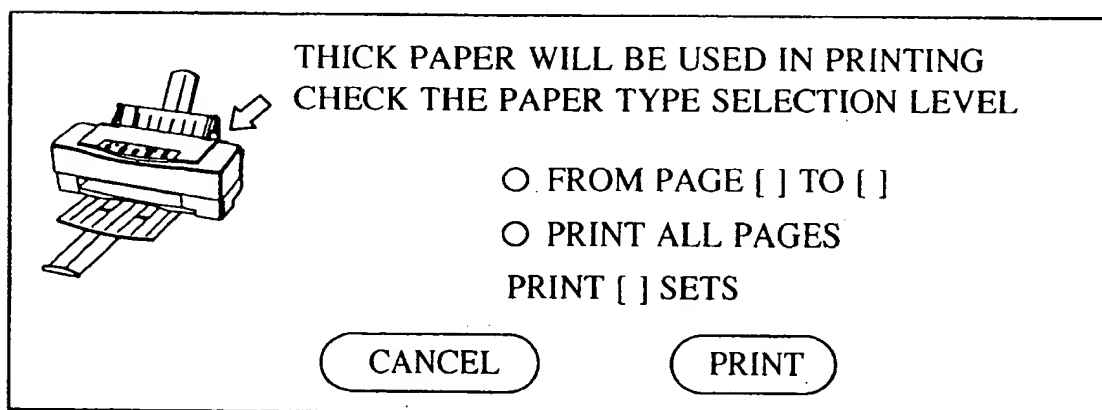 THICK PAPER WILL BE USED IN PRINTING
CHECK THE PAPER TYPE SELECTION LEVEL
○ FROM PAGE [ ] TO [ ]
○ PRINT ALL PAGES
PRINT [ ] SETS
CANCEL PRINT